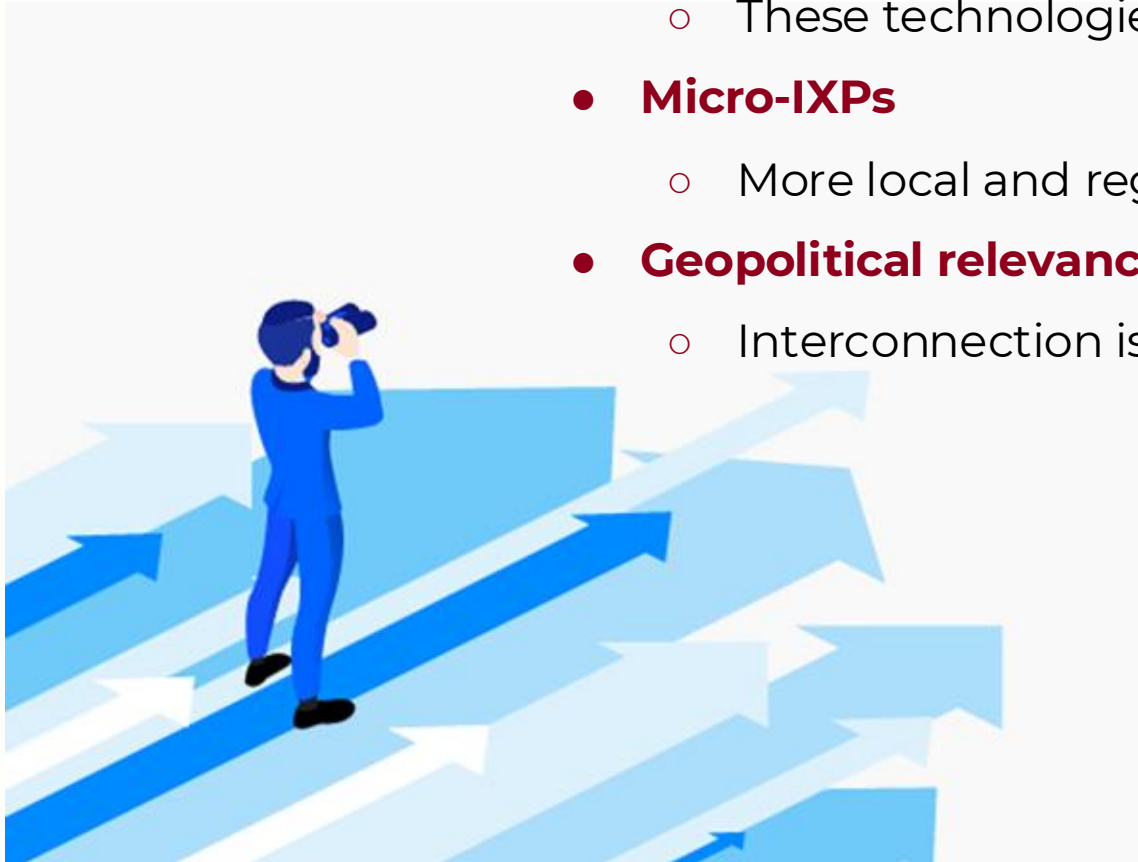 ○ These technologie
● Micro-IXPs
○ More local and reg
● Geopolitical relevanc
○ Interconnection is